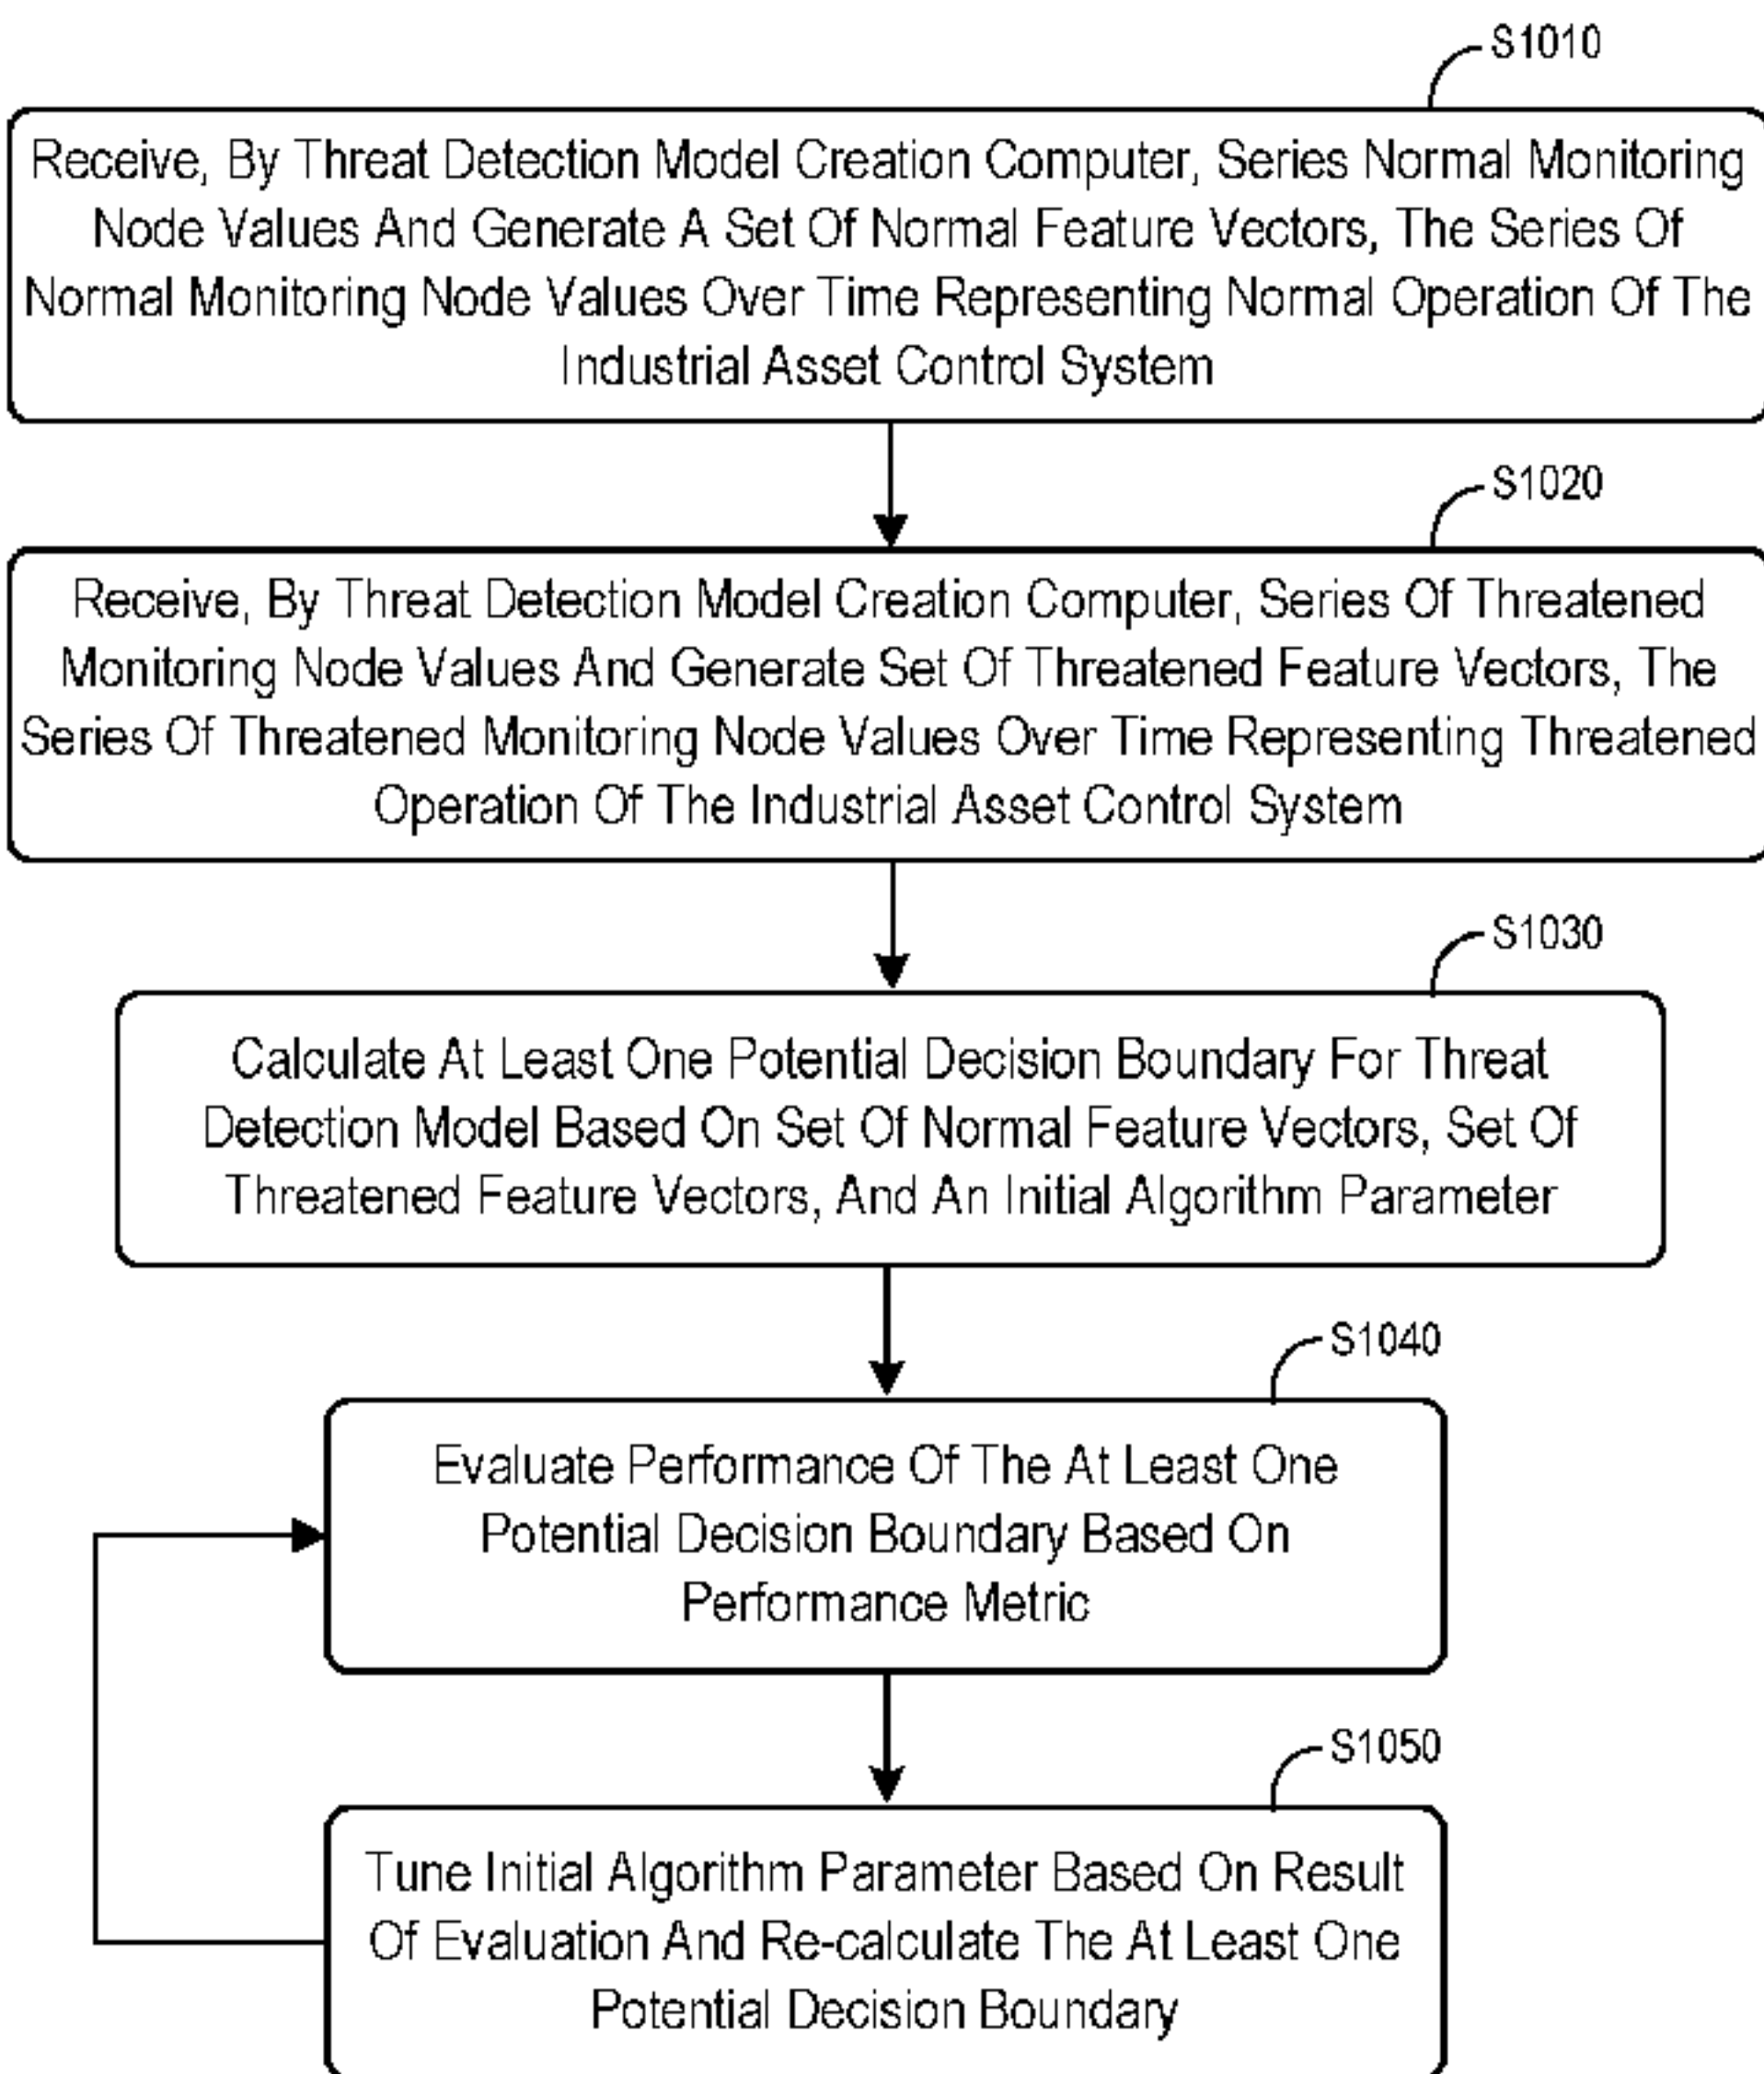 S1010
Receive, By Threat Detection Model Creation Computer, Series Normal Monitoring
Node Values And Generate A Set Of Normal Feature Vectors, The Series Of
Normal Monitoring Node Values Over Time Representing Normal Operation Of The
Industrial Asset Control System
S1020
Receive, By Threat Detection Model Creation Computer, Series Of Threatened
Monitoring Node Values And Generate Set Of Threatened Feature Vectors, The
Series Of Threatened Monitoring Node Values Over Time Representing Threatened
Operation Of The Industrial Asset Control System
S1030
Calculate At Least One Potential Decision Boundary For Threat
Detection Model Based On Set Of Normal Feature Vectors, Set Of
Threatened Feature Vectors, And An Initial Algorithm Parameter
S1040
Evaluate Performance Of The At Least One
Potential Decision Boundary Based On
Performance Metric
S1050
Tune Initial Algorithm Parameter Based On Result
Of Evaluation And Re-calculate The At Least One
Potential Decision Boundary